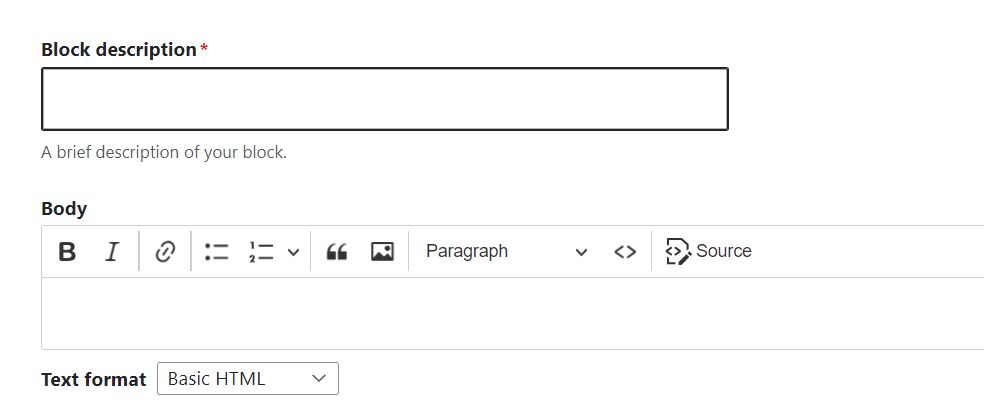 Block description*
A brief description of your block.
Body
B I Paragraph Source
Text format Basic HTML